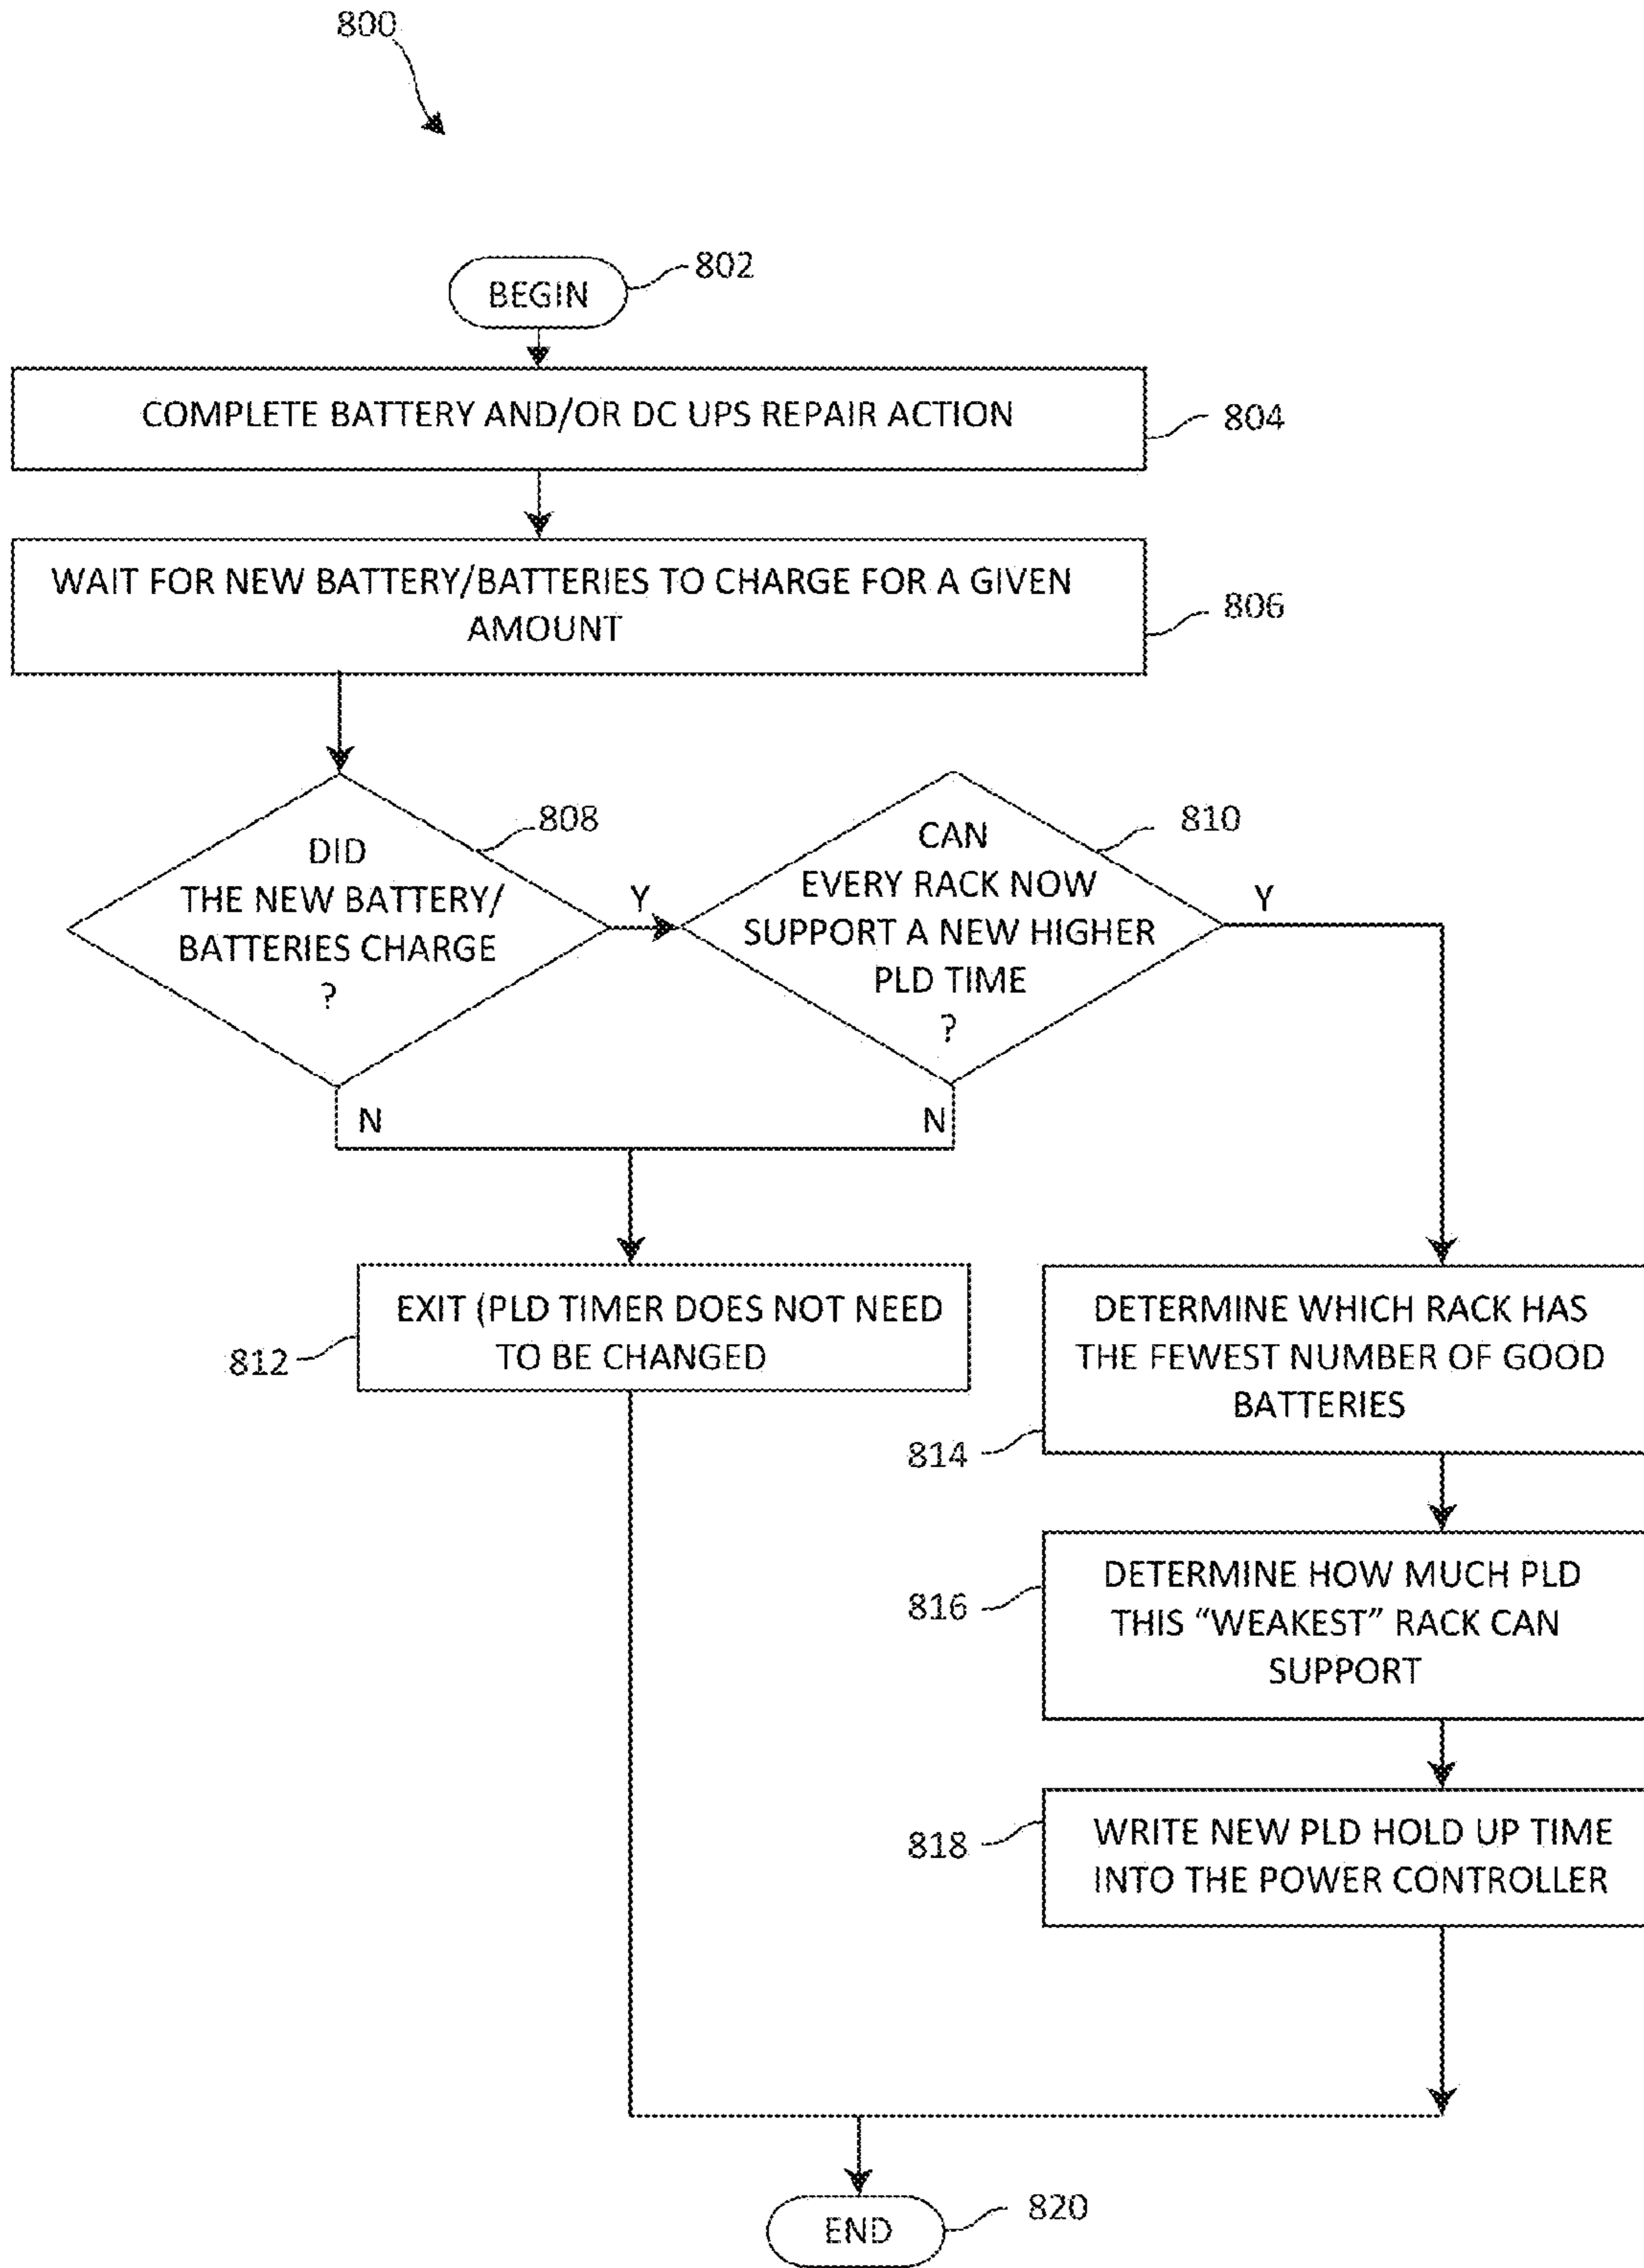 800
BEGIN
802
COMPLETE BATTERY AND/OR DC UPS REPAIR ACTION
804
WAIT FOR NEW BATTERY/BATTERIES TO CHARGE FOR A GIVEN
AMOUNT
806
DID
THE NEW BATTERY/
BATTERIES CHARGE
?
808
Y
N
CAN
EVERY RACK NOW
SUPPORT A NEW HIGHER
PLD TIME
?
810
Y
N
EXIT (PLD TIMER DOES NOT NEED
TO BE CHANGED
812
DETERMINE WHICH RACK HAS
THE FEWEST NUMBER OF GOOD
BATTERIES
814
DETERMINE HOW MUCH PLD
THIS “WEAKEST” RACK CAN
SUPPORT
816
WRITE NEW PLD HOLD UP TIME
INTO THE POWER CONTROLLER
818
END
820